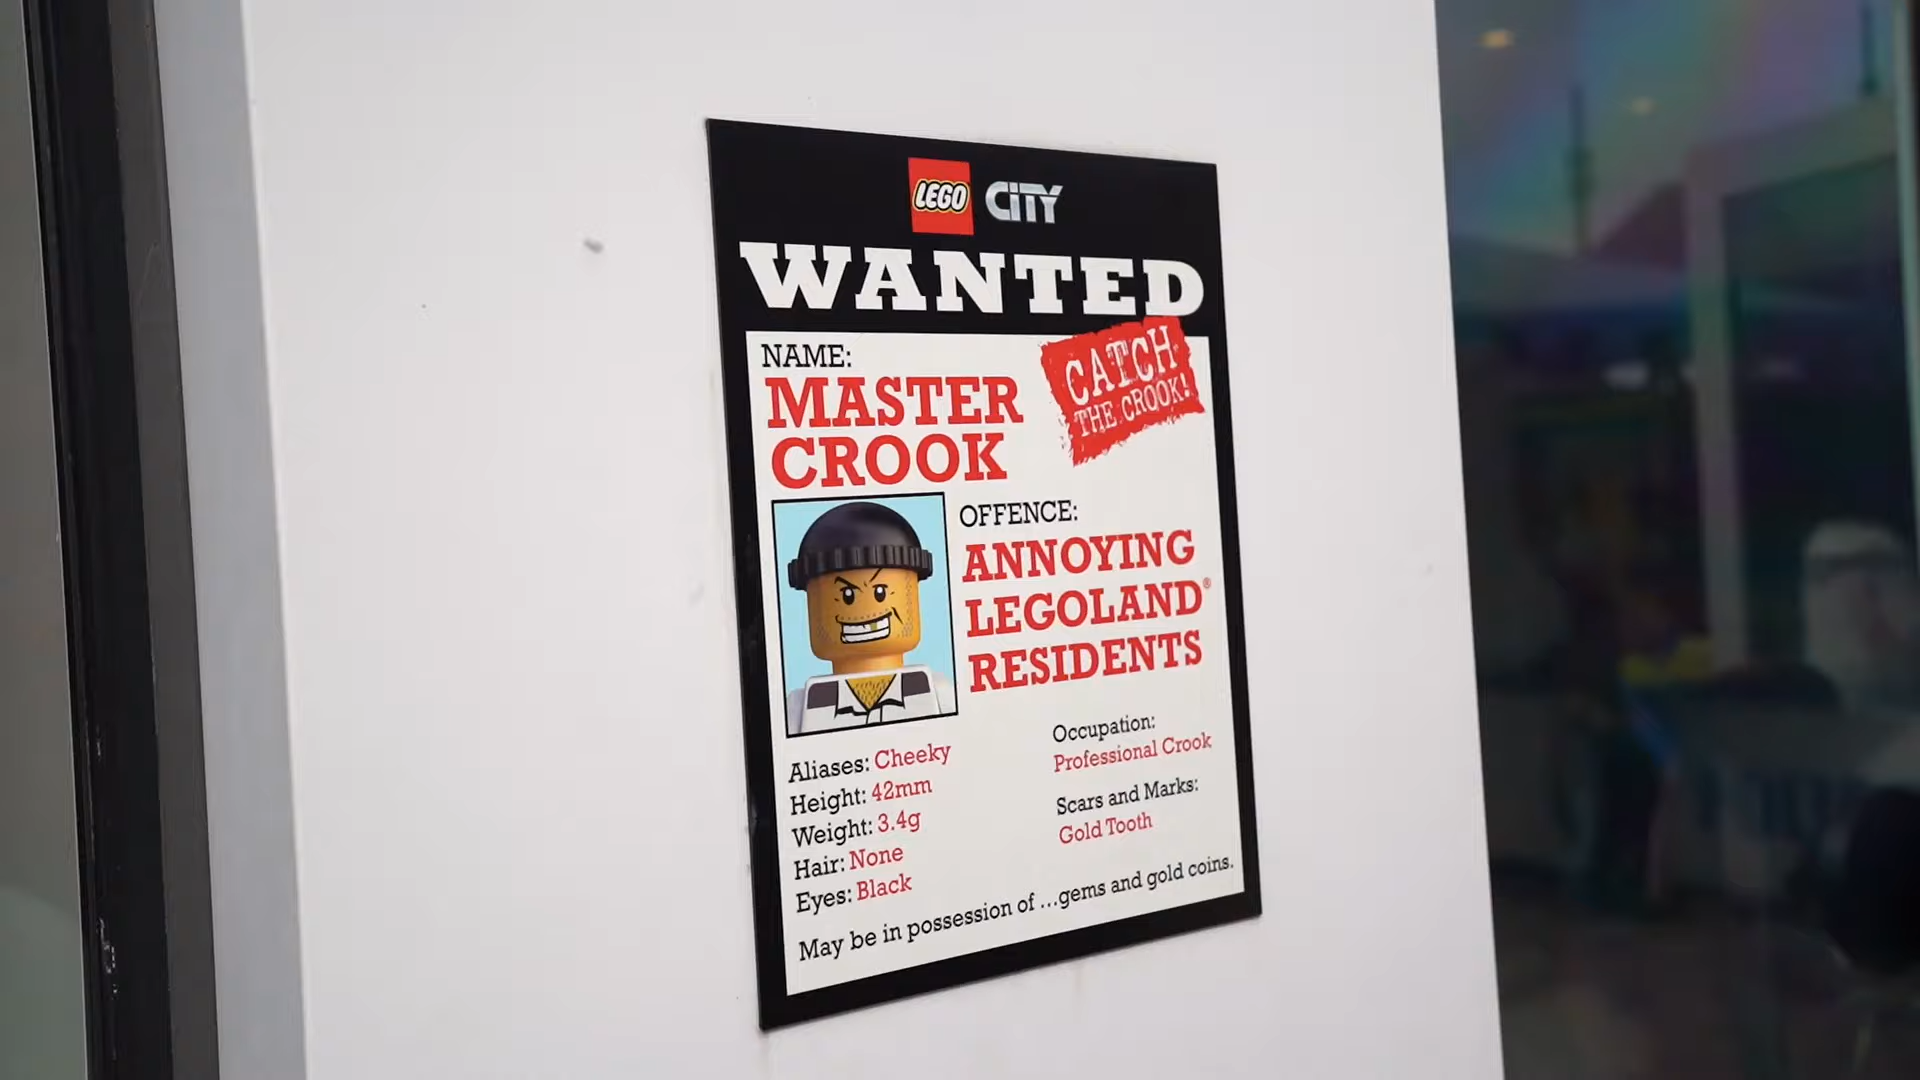 LEGO CITY
WANTED
NAME:
MASTER
CROOK
CATCH
THE CROOK!
OFFENCE:
ANNOYING
LEGOLAND®
RESIDENTS
Aliases: Cheeky
Height: 42mm
Weight: 3.4g
Hair: None
Eyes: Black
Occupation:
Professional Crook
Scars and Marks:
Gold Tooth
May be in possession of ...gems and gold coins.